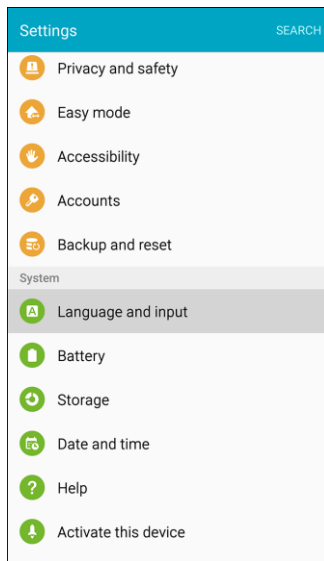 Settings
SEARCH
Privacy and safety
Easy mode
Accessibility
Accounts
Backup and reset
System
A
Language and input
Battery
Storage
Date and time
?
Help
Activate this device